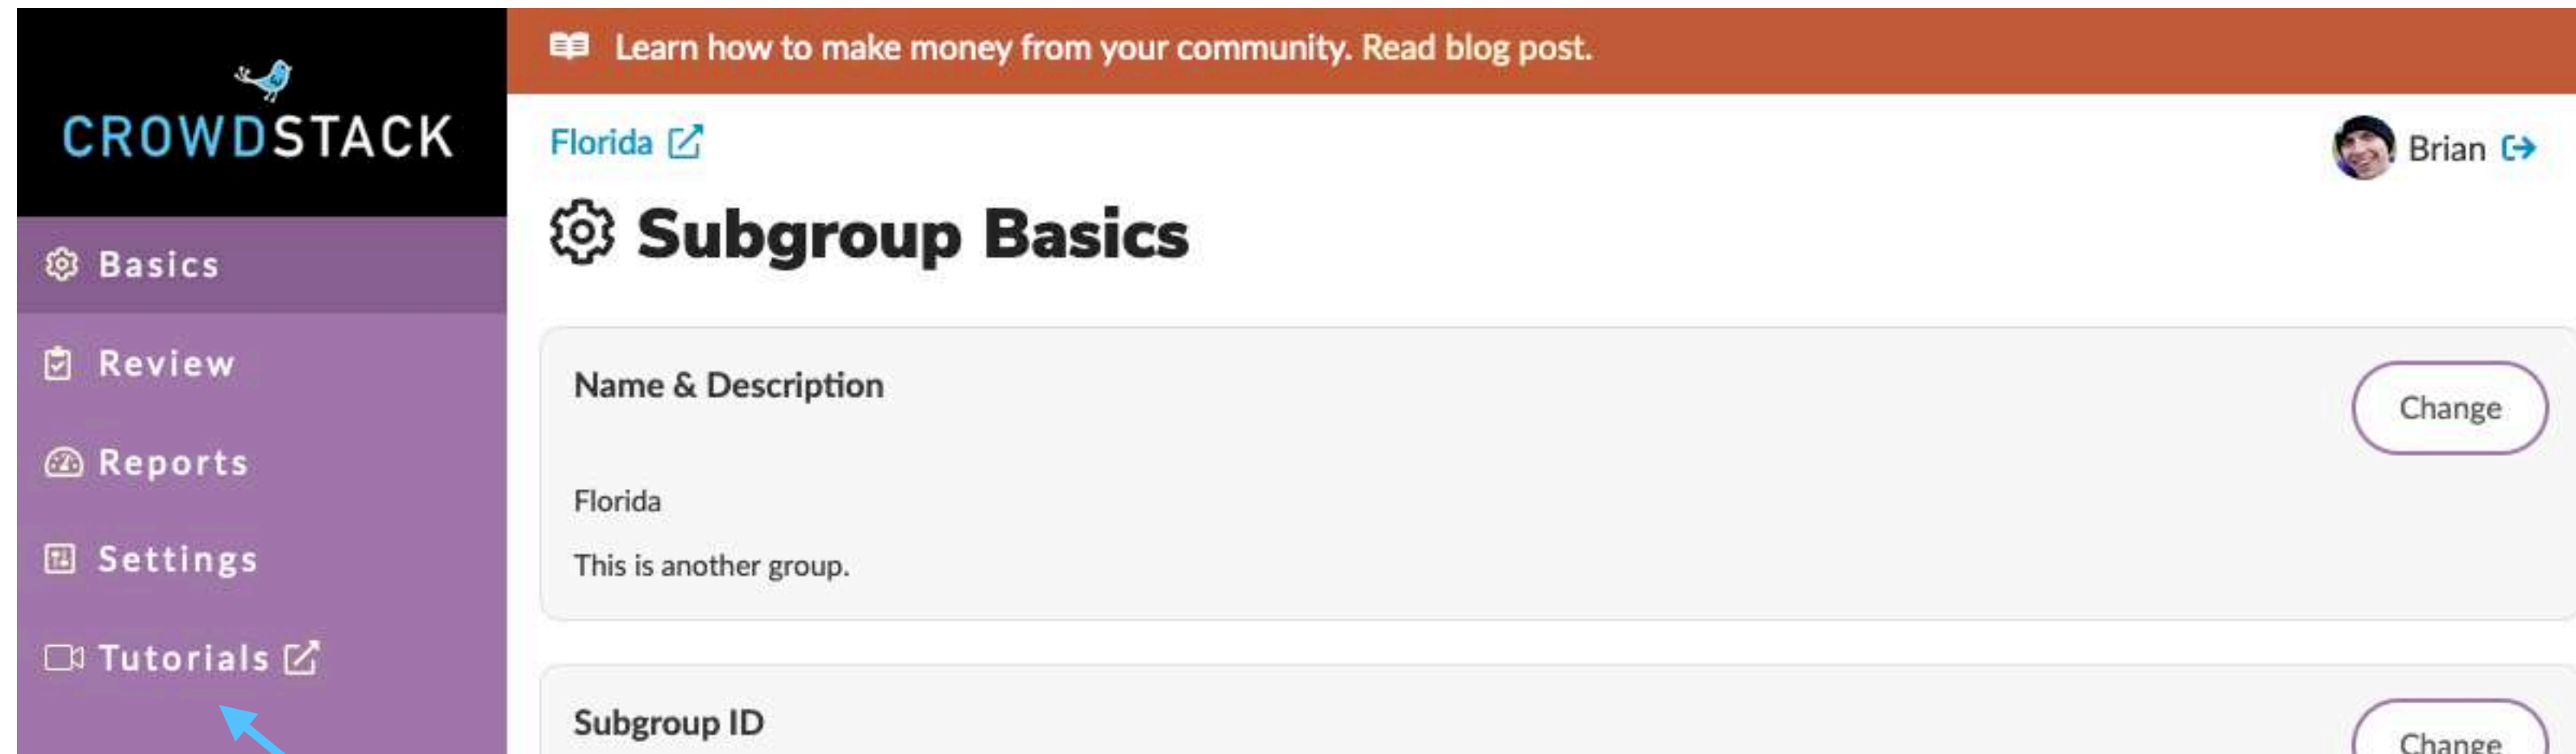 CROWDSTACK
Basics
Review
Reports
Settings
Tutorials
Learn how to make money from your community. Read blog post.
Florida
Brian
Subgroup Basics
Name & Description
Change
Florida
This is another group.
Subgroup ID
Change